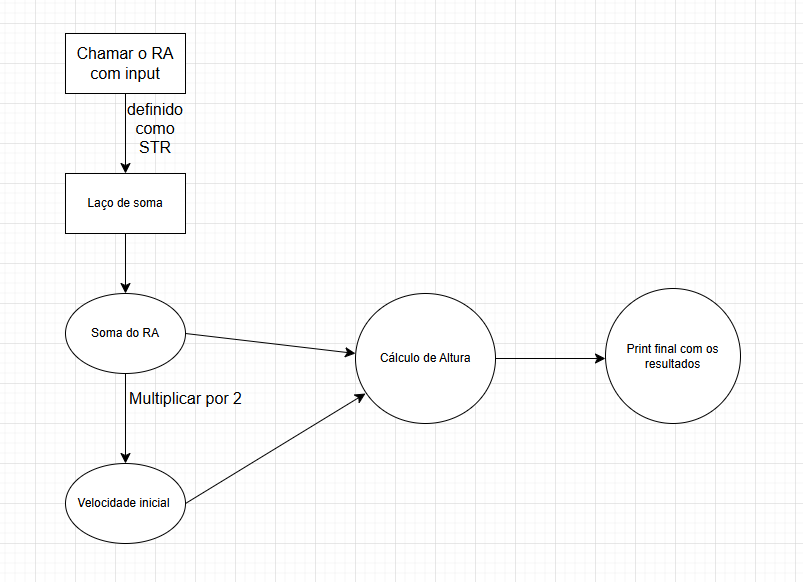 Chamar o RA
com input
definido
como
STR
Laço de soma
Soma do RA
Multiplicar por 2
Velocidade inicial
Cálculo de Altura
Print final com os
resultados